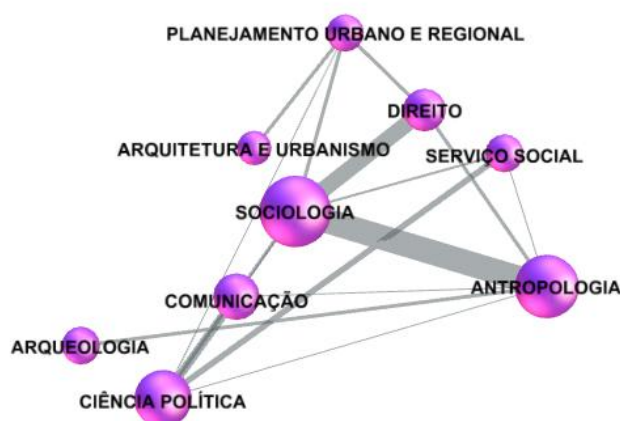 PLANEJAMENTO URBANO E REGIONAL
DIREITO
ARQUITETURA E URBANISMO
SERVIÇO SOCIAL
SOCIOLOGIA
ANTROPOLOGIA
COMUNICAÇÃO
ARQUEOLOGIA
CIÊNCIA POLÍTICA